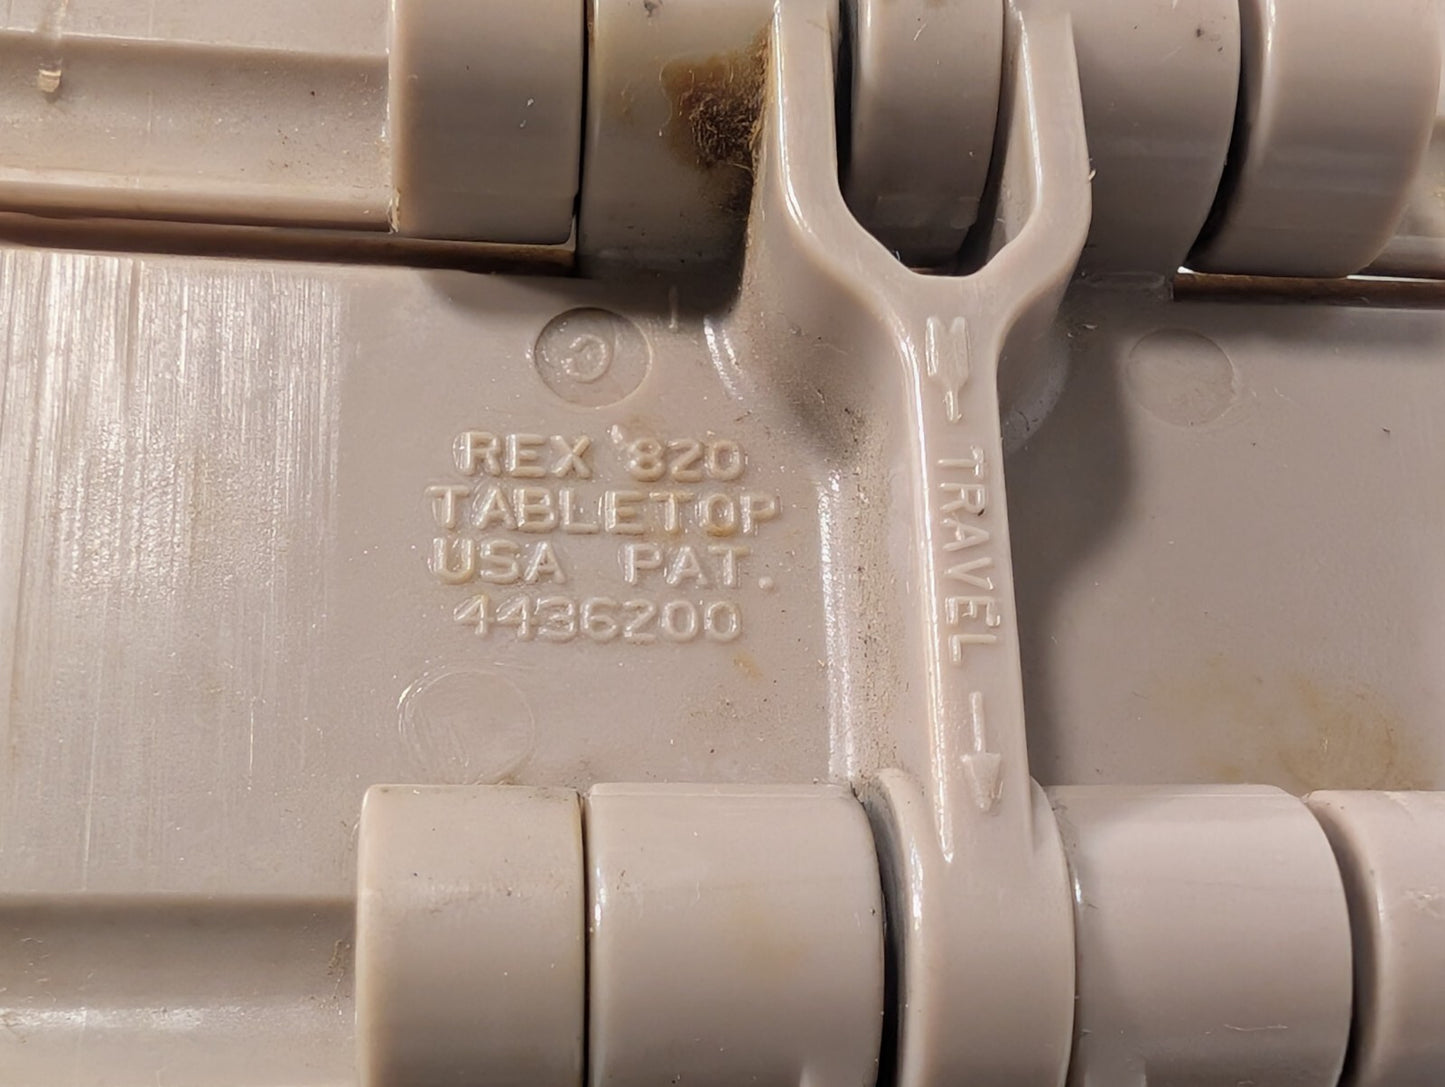 REX 820
TABLETOP
USA PAT.
4436200
TRAVEL